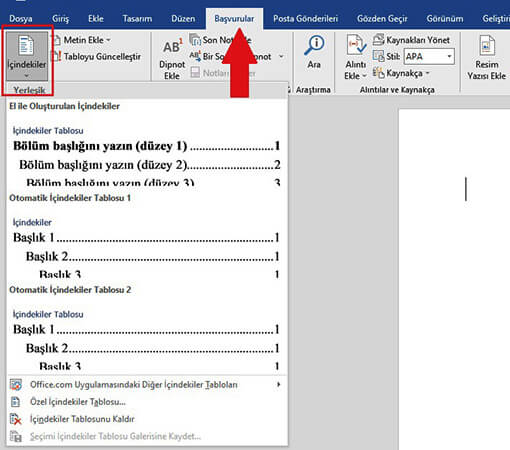 Dosya Giriş Ekle Tasarım Düzen Başvurular Posta Gönderileri Gözden Geçir Görünüm Gelişti
İçindekiler
Metin Ekle
Tabloyu Güncelleştir
AB¹
Dipnot Ekle
Son Not
Bir So not
Notları
Ara
Alıntı Ekle
Kaynakları Yönet
Stil: APA
Kaynakça
Resim Yazısı Ekle
Araştırma
Alıntılar ve Kaynakça
Yerleşik
El ile Oluşturulan İçindekiler
İçindekiler Tablosu
Bölüm başlığını yazın (düzey 1)..........1
Bölüm başlığını yazın (düzey 2)..........2
Bölüm başlığını yazın (düzey 3)..........3
Otomatik İçindekiler Tablosu 1
İçindekiler
Başlık 1..........1
Başlık 2..........1
Başlık 3..........1
Otomatik İçindekiler Tablosu 2
İçindekiler Tablosu
Başlık 1..........1
Başlık 2..........1
Başlık 3..........1
Office.com Uygulamasındaki Diğer İçindekiler Tabloları
Özel İçindekiler Tablosu...
İçindekiler Tablosunu Kaldır
Seçimi İçindekiler Tablosu Galerisine Kaydet...